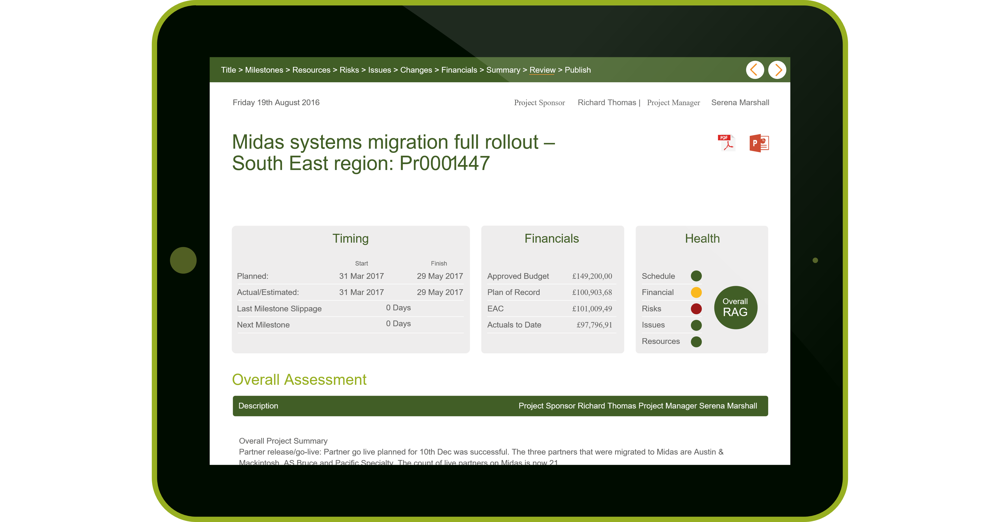 Title > Milestones > Resources > Risks > Issues > Changes > Financials > Summary > Review > Publish
Friday 19th August 2016
Project Sponsor Richard Thomas | Project Manager Serena Marshall
Midas systems migration full rollout –
South East region: Pr0001447
PDF
P
Timing
Start Finish
Planned: 31 Mar 2017 29 May 2017
Actual/Estimated: 31 Mar 2017 29 May 2017
Last Milestone Slippage 0 Days
Next Milestone 0 Days
Financials
Approved Budget £149,200,00
Plan of Record £100,903,68
EAC £101,009,49
Actuals to Date £97,796,91
Health
Schedule
Financial
Risks
Issues
Resources
Overall
RAG
Overall Assessment
Description Project Sponsor Richard Thomas Project Manager Serena Marshall
Overall Project Summary
Partner release/go-live: Partner go live planned for 10th Dec was successful. The three partners that were migrated to Midas are Austin &
Mackintosh, AS Bruce and Pacific Specialty. The count of live partners on Midas is now 21